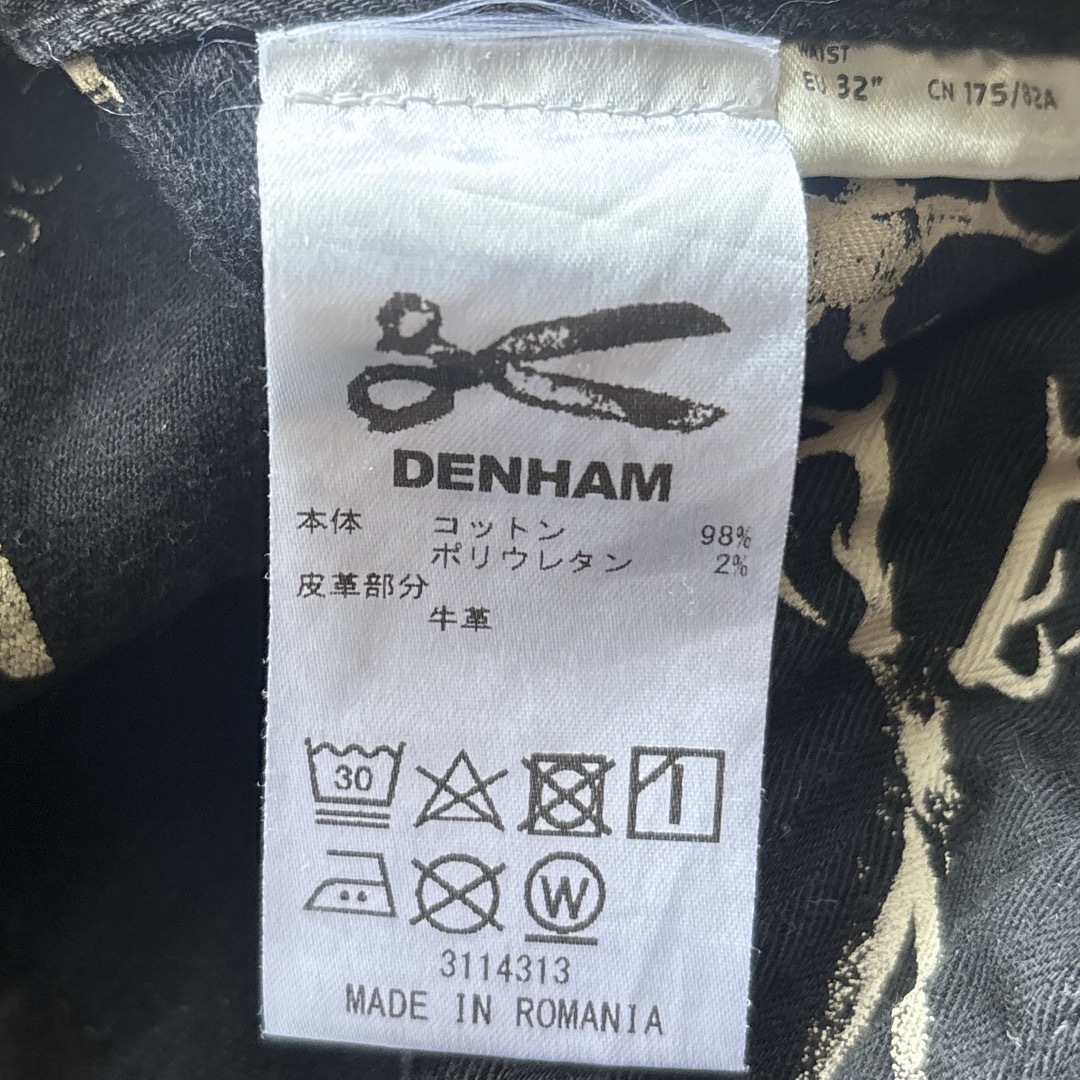 WAIST
EU 32" CN 175/82A
DENHAM
本体 コットン 98%
ポリウレタン 2%
皮革部分
牛革
30
W
3114313
MADE IN ROMANIA